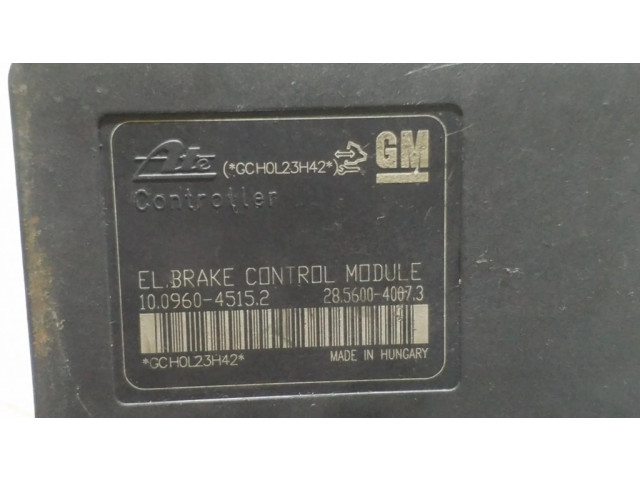 Ate (*GCH0L23H42*) GM
Controller
EL.BRAKE CONTROL MODULE
10.0960-4515.2 28.5600-4007.3
*GCH0L23H42* MADE IN HUNGARY